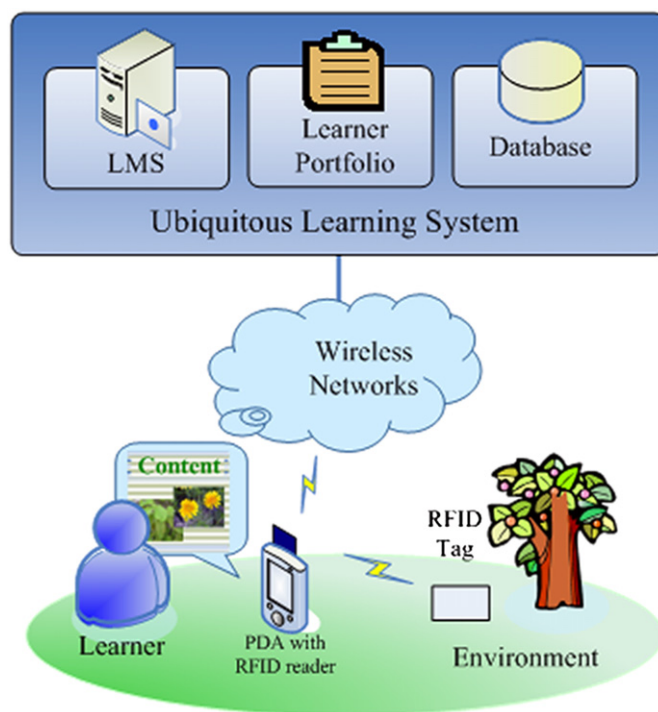 LMS
Learner
Portfolio
Database
Ubiquitous Learning System
Wireless
Networks
Content
RFID
Tag
Learner
PDA with
RFID reader
Environment